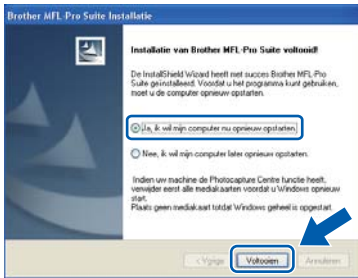 Brother MFL-Pro Suite Installatie
Installatie van Brother MFL-Pro Suite voltooid!
De InstallShield Wizard heeft met succes Brother MFL-Pro
Suite geïnstalleerd. Voordat u het programma kunt gebruiken,
moet u de computer opnieuw opstarten.
Ja, ik wil mijn computer nu opnieuw opstarten.
Nee, ik wil mijn computer later opnieuw opstarten.
Indien uw machine de Photocapture Centre functie heeft,
verwijder eerst alle mediakaarten voordat u Windows opnieuw
start.
Plaats geen mediakaart totdat Windows geheel is opgestart.
< Vorige Voltooien Annuleren